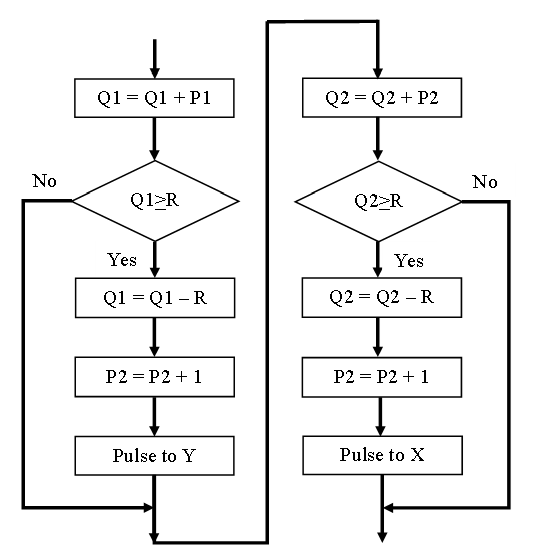 Q1 = Q1 + P1
No
Q1≥R
Yes
Q1 = Q1 – R
P2 = P2 + 1
Pulse to Y
Q2 = Q2 + P2
No
Q2≥R
Yes
Q2 = Q2 – R
P2 = P2 + 1
Pulse to X